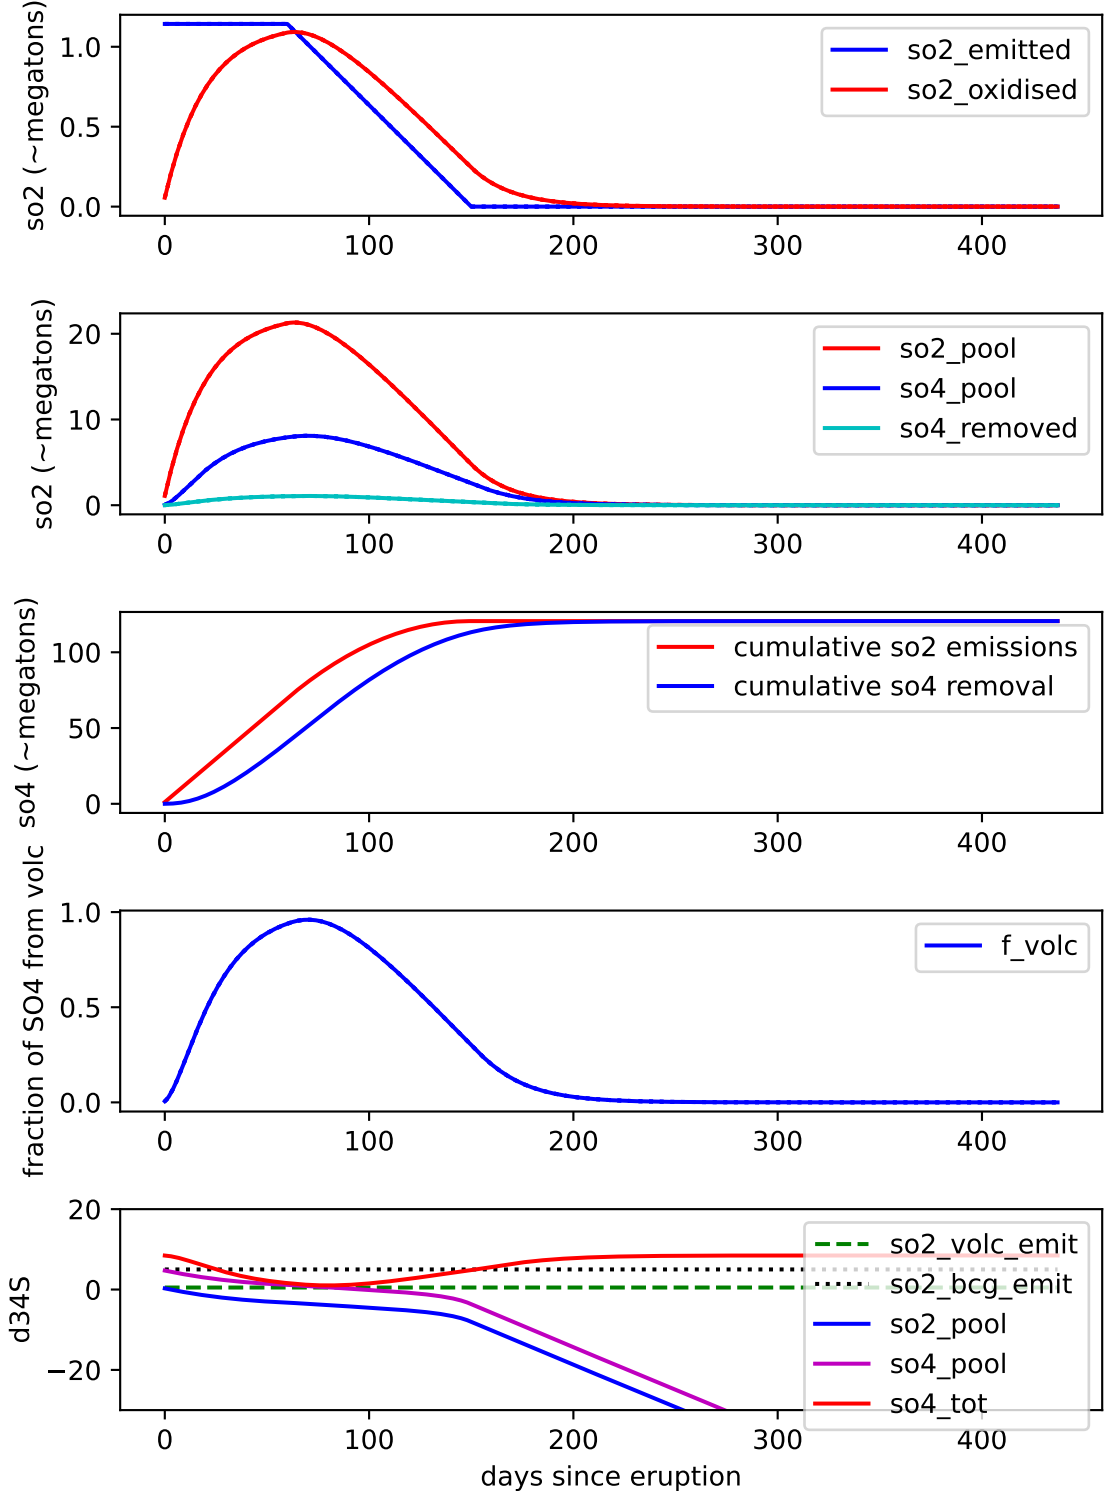 so2 (~megatons)
1.0
0.5
0.0
so2_emitted
so2_oxidised
0 100 200 300 400
so2 (~megatons)
20
10
0
so2_pool
so4_pool
so4_removed
0 100 200 300 400
so4 (~megatons)
100
50
0
cumulative so2 emissions
cumulative so4 removal
0 100 200 300 400
fraction of SO4 from volc
1.0
0.5
0.0
f_volc
0 100 200 300 400
d34S
20
0
−20
so2_volc_emit
so2_bcg_emit
so2_pool
so4_pool
so4_tot
0 100 200 300 400
days since eruption